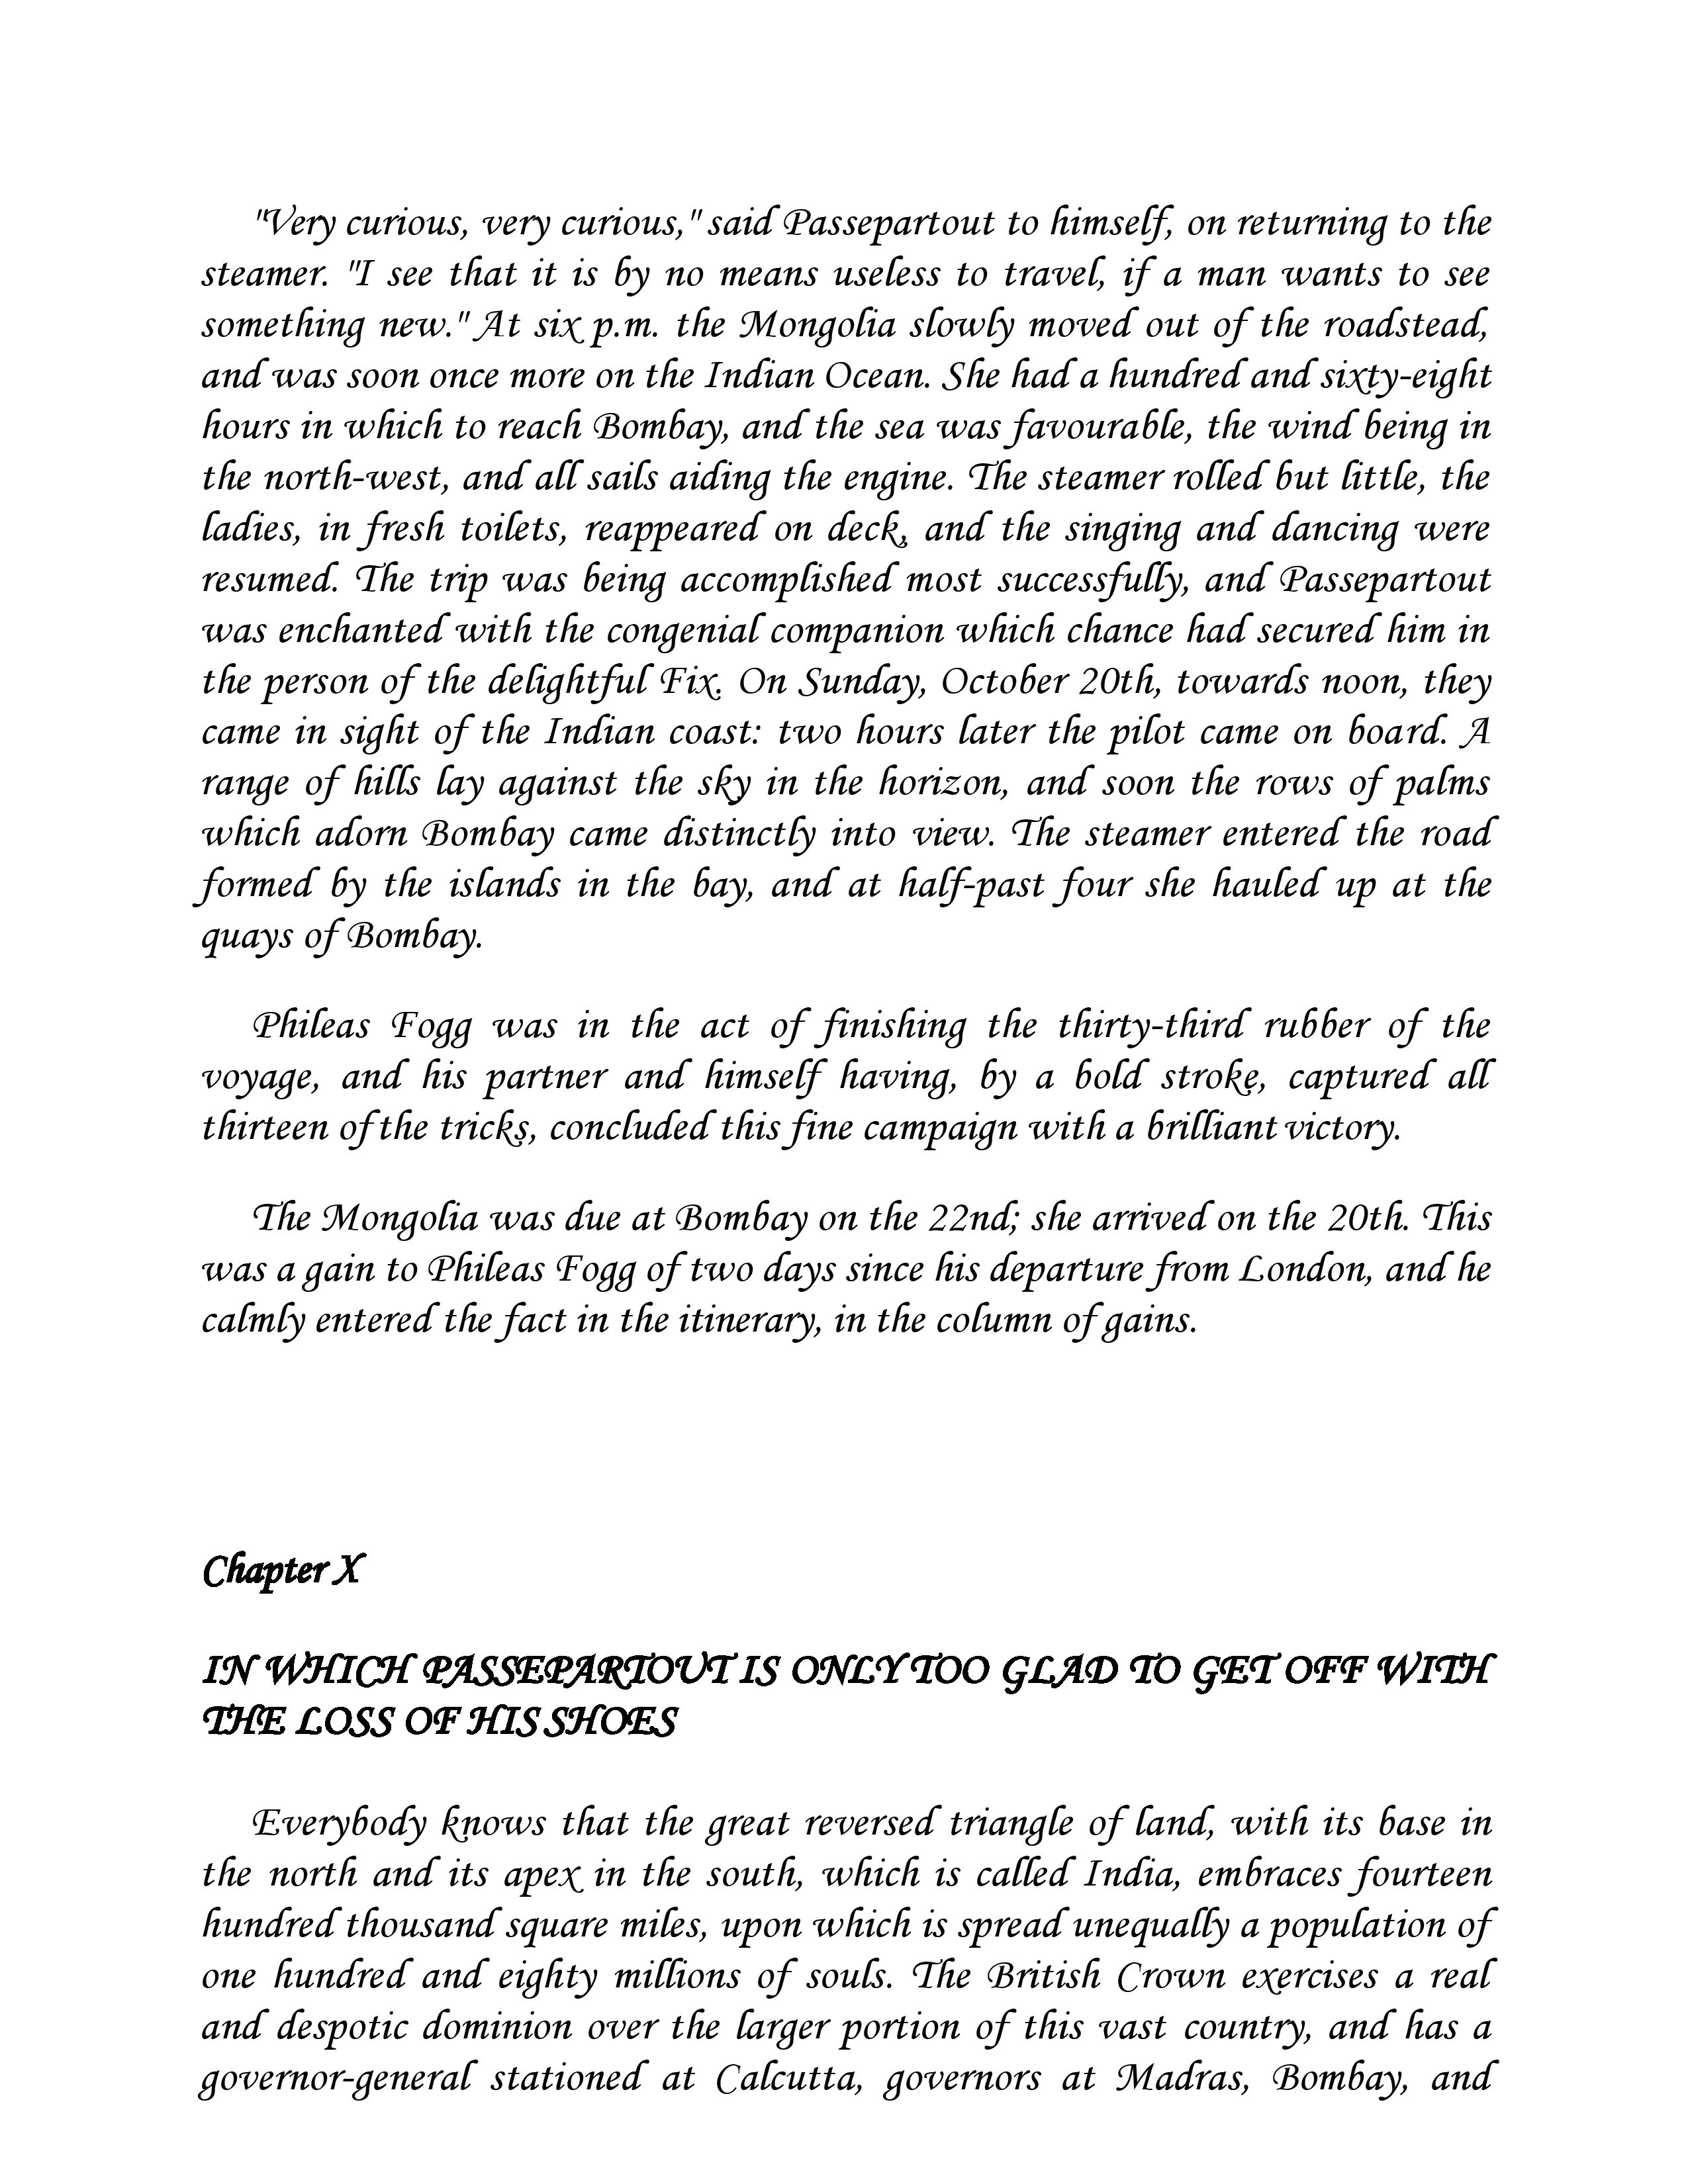 "Very curious, very curious," said Passepartout to himself, on returning to the
steamer. "I see that it is by no means useless to travel, if a man wants to see
something new." At six p.m. the Mongolia slowly moved out of the roadstead,
and was soon once more on the Indian Ocean. She had a hundred and sixty-eight
hours in which to reach Bombay, and the sea was favourable, the wind being in
the north-west, and all sails aiding the engine. The steamer rolled but little, the
ladies, in fresh toilets, reappeared on deck, and the singing and dancing were
resumed. The trip was being accomplished most successfully, and Passepartout
was enchanted with the congenial companion which chance had secured him in
the person of the delightful Fix. On Sunday, October 20th, towards noon, they
came in sight of the Indian coast: two hours later the pilot came on board. A
range of hills lay against the sky in the horizon, and soon the rows of palms
which adorn Bombay came distinctly into view. The steamer entered the road
formed by the islands in the bay, and at half-past four she hauled up at the
quays of Bombay.
Phileas Fogg was in the act of finishing the thirty-third rubber of the
voyage, and his partner and himself having, by a bold stroke, captured all
thirteen of the tricks, concluded this fine campaign with a brilliant victory.
The Mongolia was due at Bombay on the 22nd; she arrived on the 20th. This
was a gain to Phileas Fogg of two days since his departure from London, and he
calmly entered the fact in the itinerary, in the column of gains.
Chapter X
IN WHICH PASSEPARTOUT IS ONLY TOO GLAD TO GET OFF WITH
THE LOSS OF HIS SHOES
Everybody knows that the great reversed triangle of land, with its base in
the north and its apex in the south, which is called India, embraces fourteen
hundred thousand square miles, upon which is spread unequally a population of
one hundred and eighty millions of souls. The British Crown exercises a real
and despotic dominion over the larger portion of this vast country, and has a
governor-general stationed at Calcutta, governors at Madras, Bombay, and